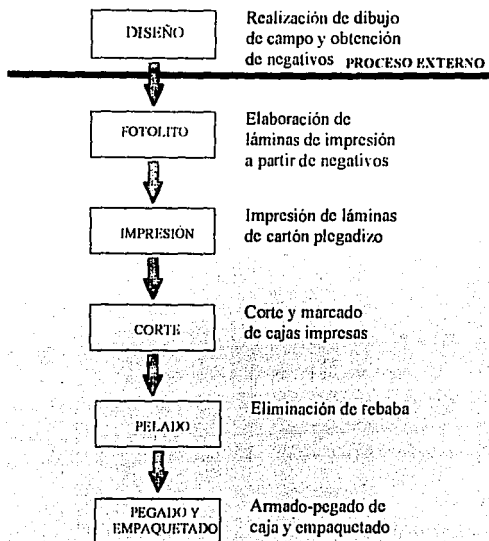 DISEÑO
Realización de dibujo
de campo y obtención
de negativos PROCESO EXTERNO
FOTOLITO
Elaboración de
láminas de impresión
a partir de negativos
IMPRESIÓN
Impresión de láminas
de cartón plegadizo
CORTE
Corte y marcado
de cajas impresas
PELADO
Eliminación de rebaba
PEGADO Y
EMPAQUETADO
Armado-pegado de
caja y empaquetado